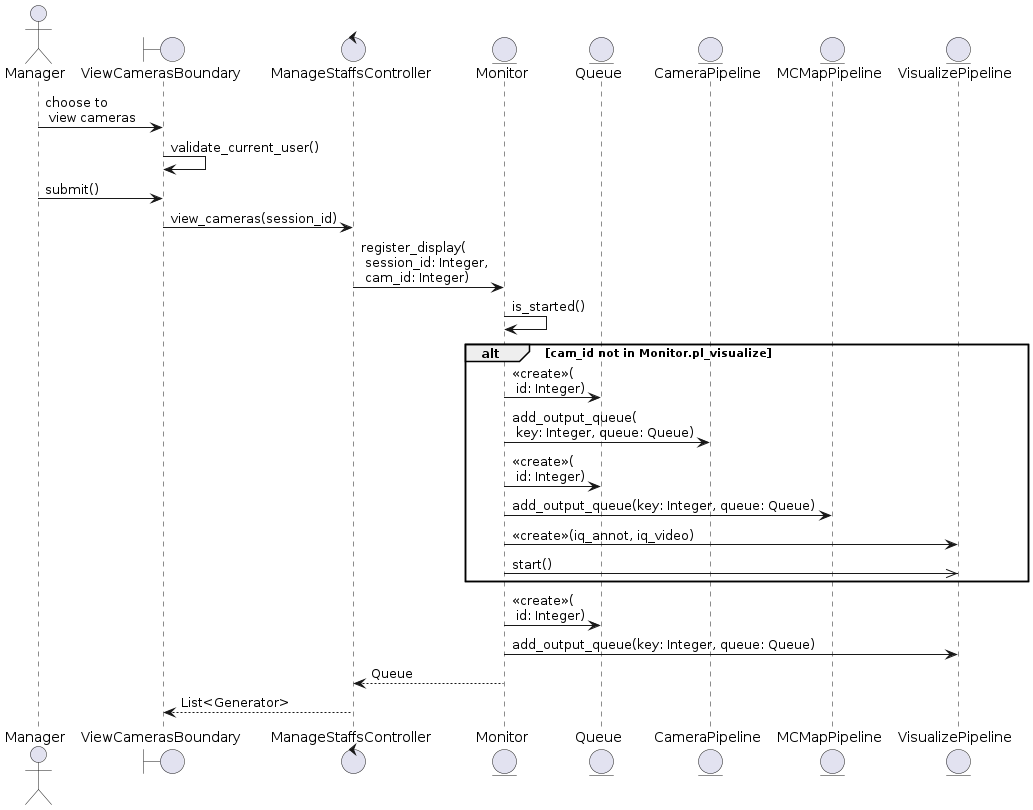 Manager
ViewCamerasBoundary
ManageStaffsController
Monitor
Queue
CameraPipeline
MCMapPipeline
VisualizePipeline
choose to
view cameras
validate_current_user()
submit()
view_cameras(session_id)
register_display(
session_id: Integer,
cam_id: Integer)
is_started()
alt
[cam_id not in Monitor.pl_visualize]
«create»(
id: Integer)
add_output_queue(
key: Integer, queue: Queue)
«create»(
id: Integer)
add_output_queue(key: Integer, queue: Queue)
«create»(iq_annot, iq_video)
start()
«create»(
id: Integer)
add_output_queue(key: Integer, queue: Queue)
Queue
List<Generator>
Manager
ViewCamerasBoundary
ManageStaffsController
Monitor
Queue
CameraPipeline
MCMapPipeline
VisualizePipeline